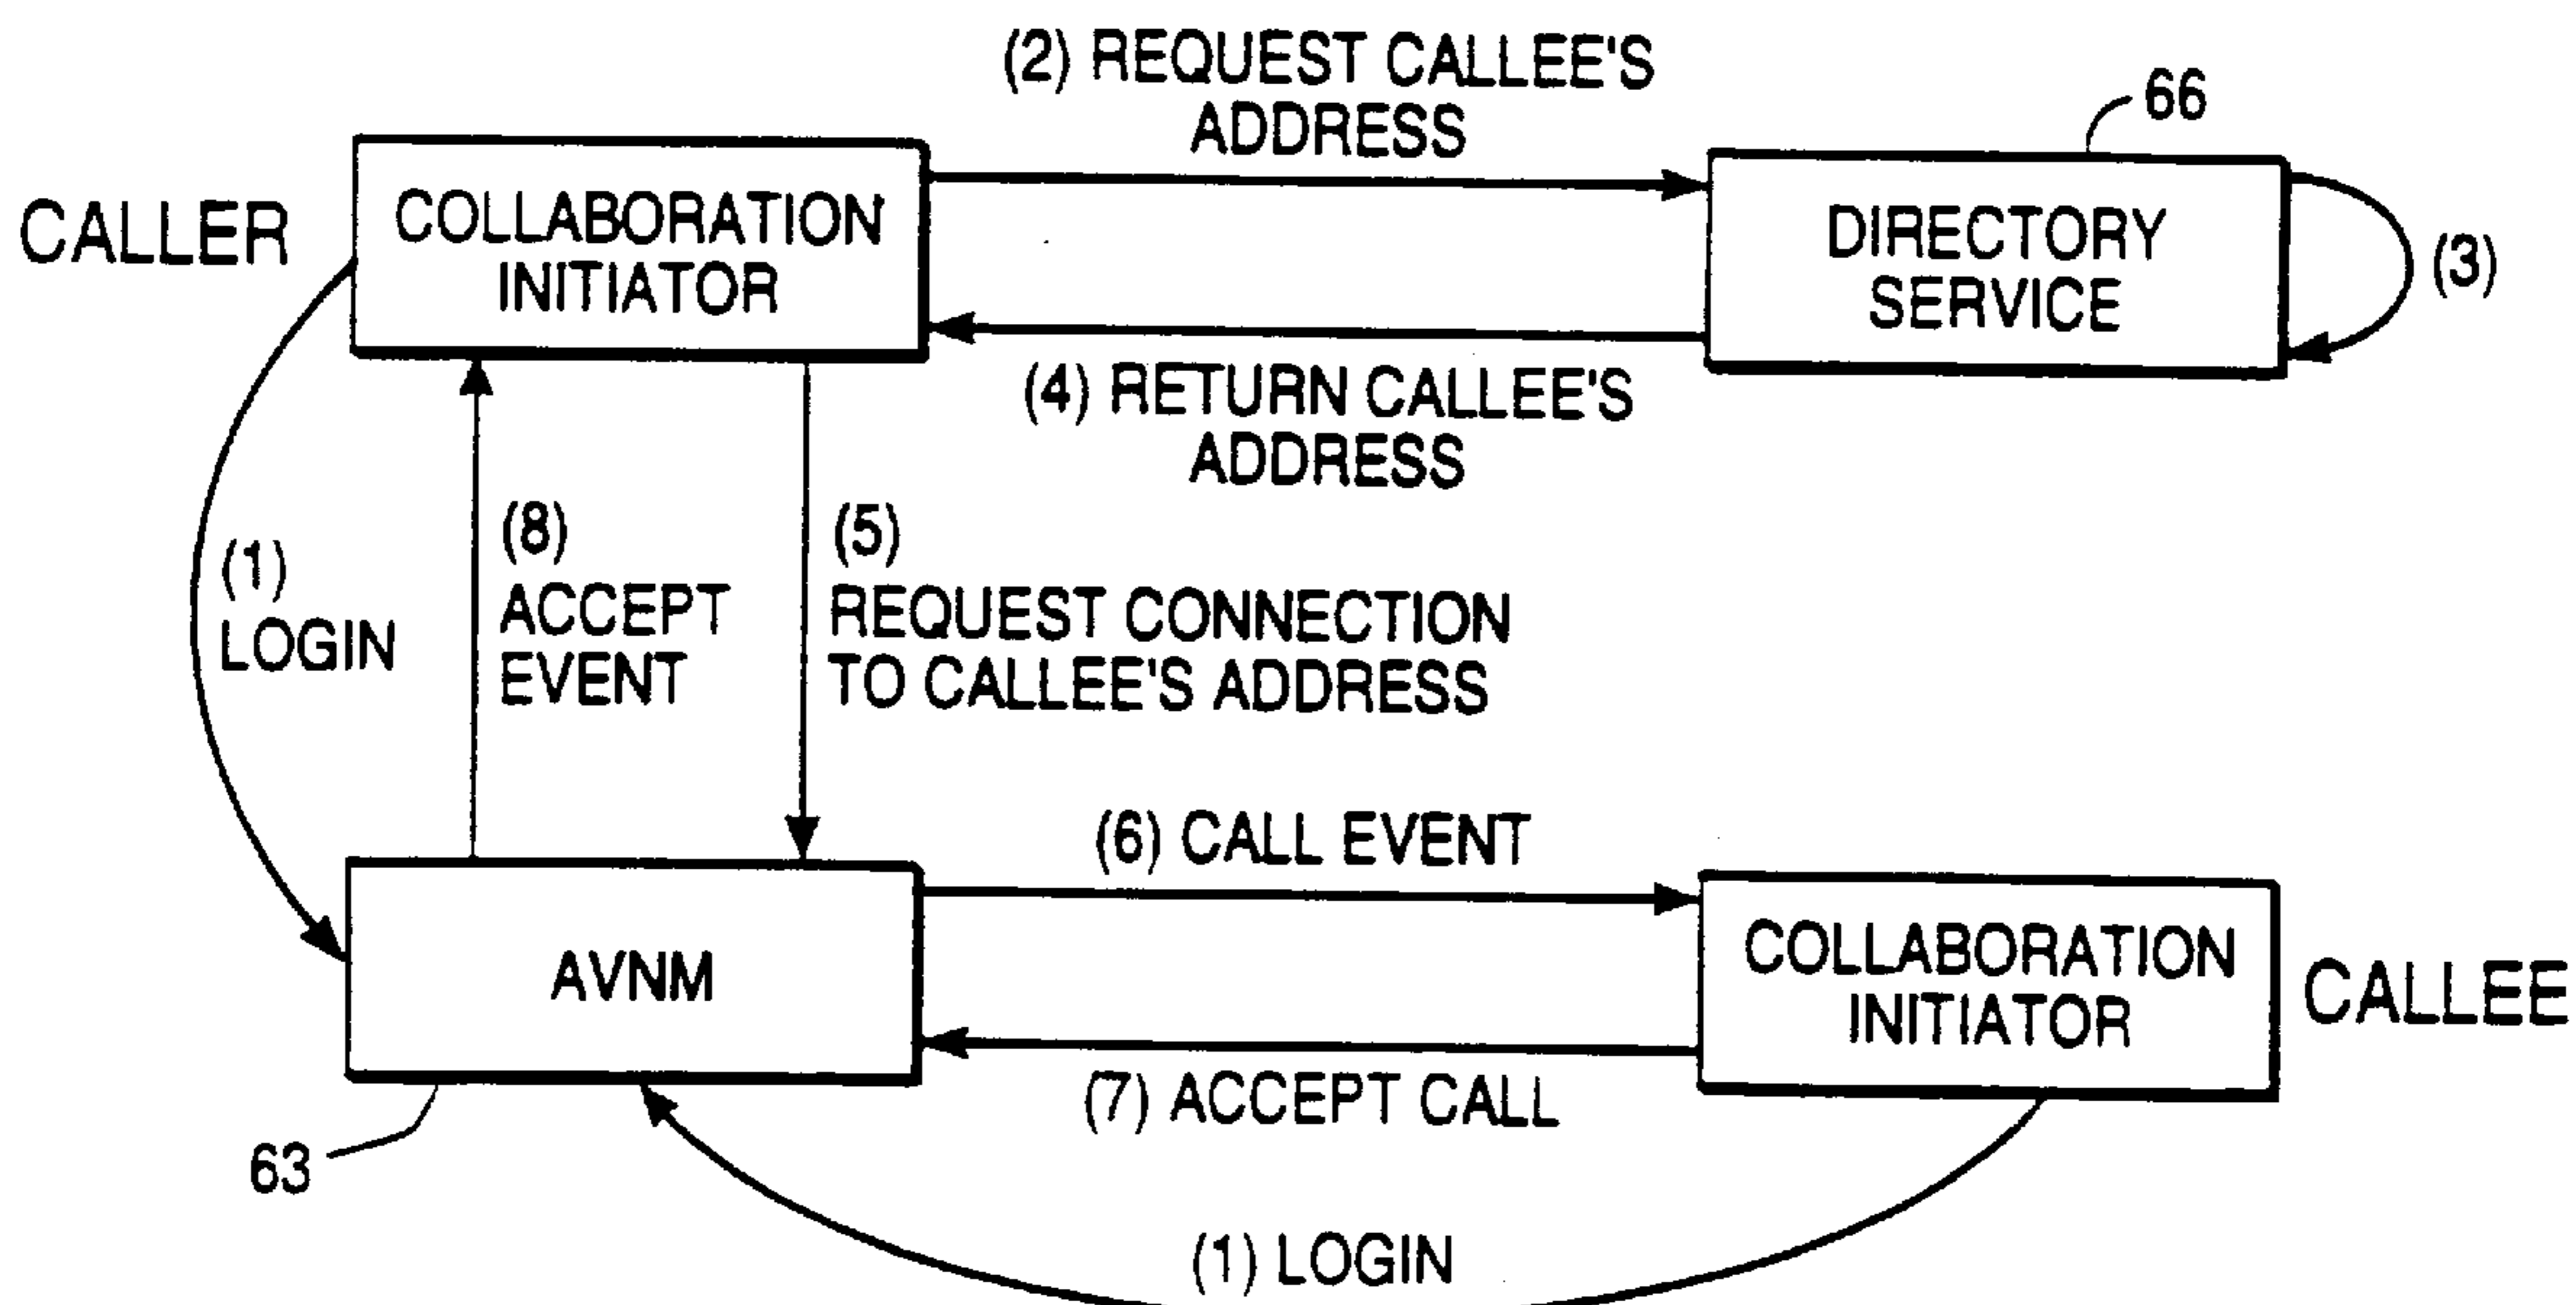 (2) REQUEST CALLEE'S
ADDRESS
66
CALLER
COLLABORATION
INITIATOR
DIRECTORY
SERVICE
(3)
(4) RETURN CALLEE'S
ADDRESS
(1)
LOGIN
(8)
ACCEPT
EVENT
(5)
REQUEST CONNECTION
TO CALLEE'S ADDRESS
(6) CALL EVENT
AVNM
COLLABORATION
INITIATOR
CALLEE
(7) ACCEPT CALL
63
(1) LOGIN